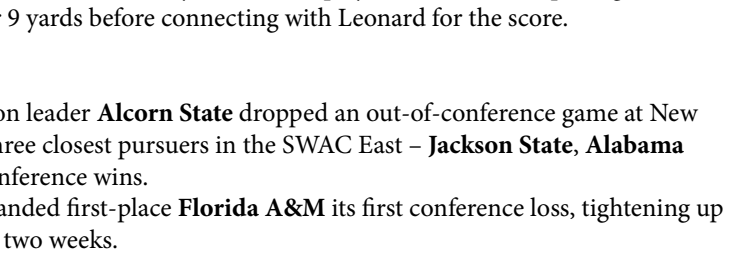 9 yards before connecting with Leonard for the score.
on leader Alcorn State dropped an out-of-conference game at New
hree closest pursuers in the SWAC East – Jackson State, Alabama
nference wins.
anded first-place Florida A&M its first conference loss, tightening up
two weeks.